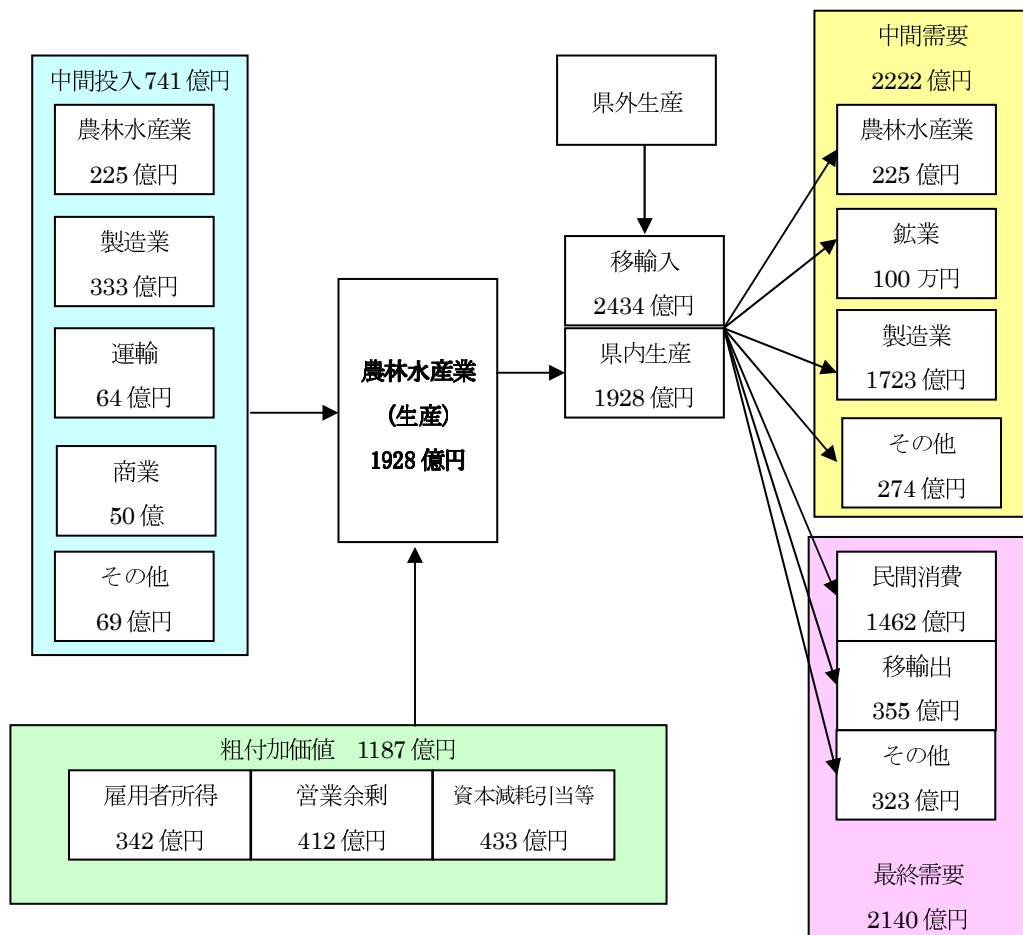 中間投入 741 億円
農林水産業
225 億円
製造業
333 億円
運輸
64 億円
商業
50 億
その他
69 億円
農林水産業
(生産)
1928 億円
粗付加価値 1187 億円
雇用者所得
342 億円
営業余剰
412 億円
資本減耗引当等
433 億円
県外生産
移輸入
2434 億円
県内生産
1928 億円
中間需要
2222 億円
農林水産業
225 億円
鉱業
100 万円
製造業
1723 億円
その他
274 億円
民間消費
1462 億円
移輸出
355 億円
その他
323 億円
最終需要
2140 億円